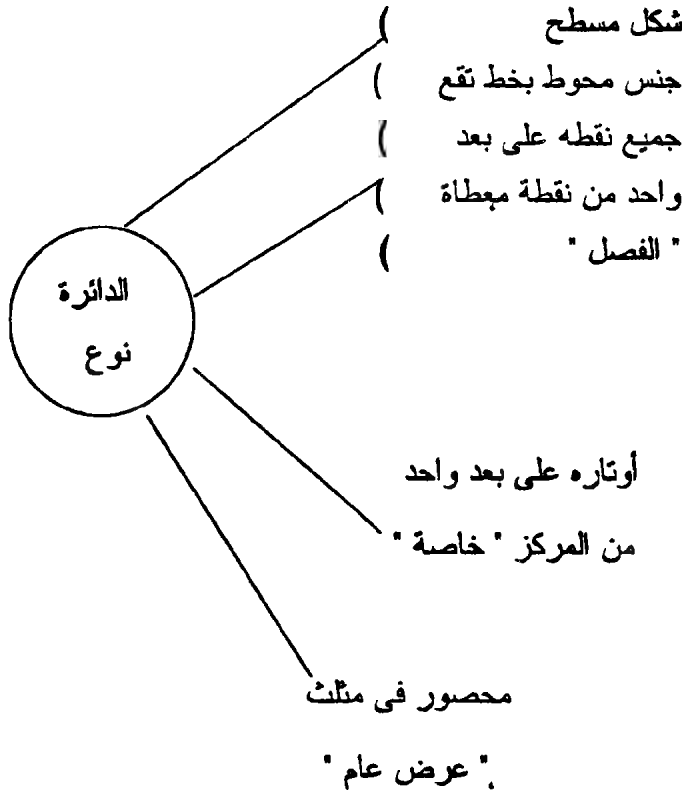 شكل مسطح )
جنس محوط بخط تقع )
جميع نقطه على بعد )
واحد من نقطة معطاة )
" الفصل " )
الدائرة
نوع
أوتاره على بعد واحد
من المركز " خاصة "
محصور فى مثلث
" عرض عام "